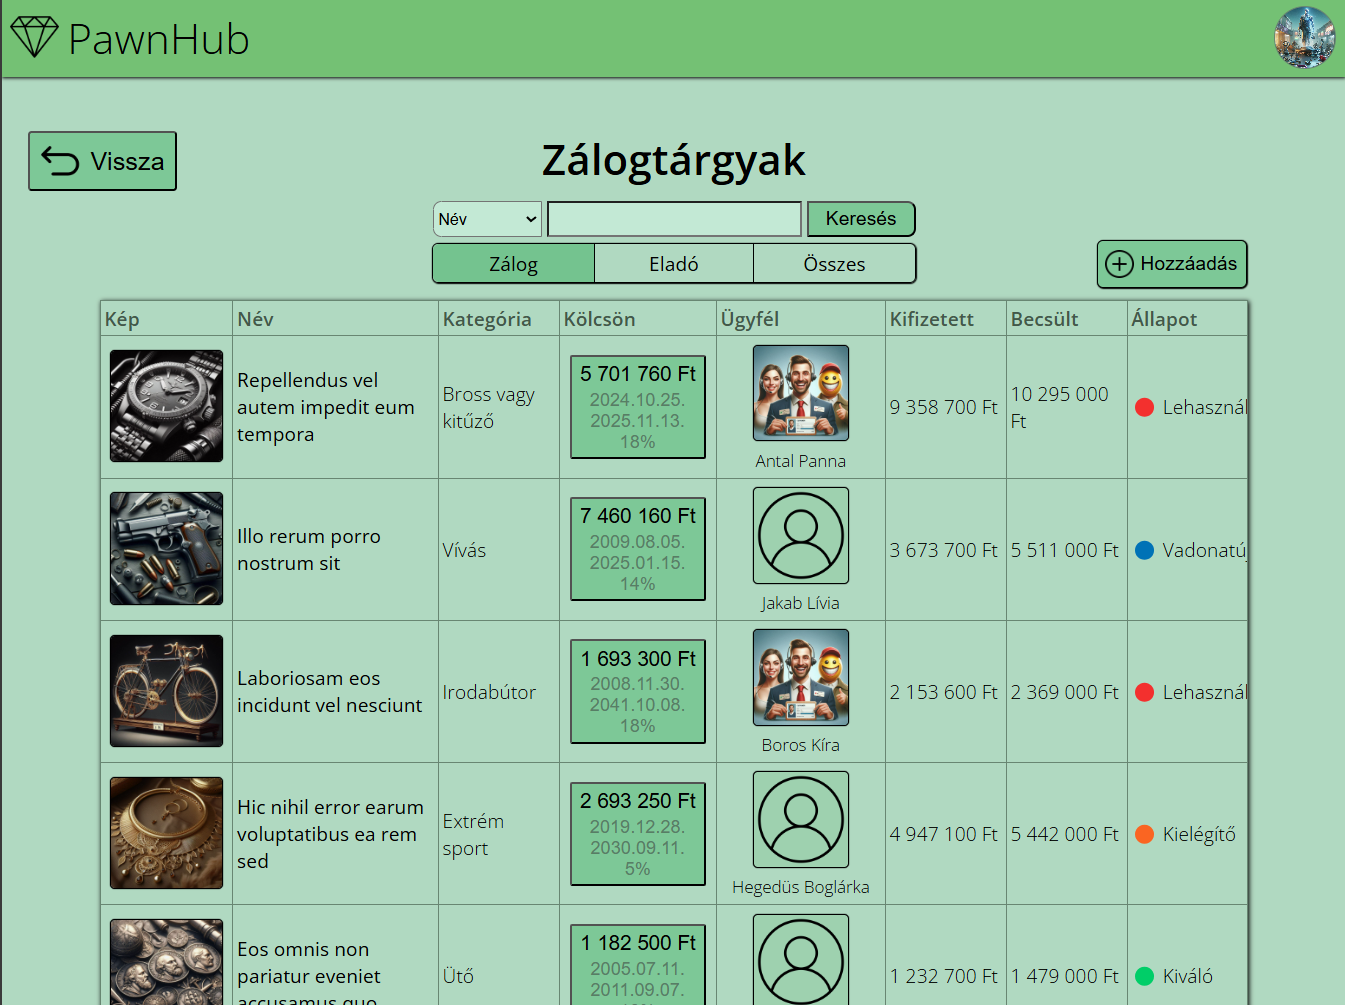 PawnHub
Vissza
Zálogtárgyak
Név
Keresés
Zálog
Eladó
Összes
Hozzáadás
Kép
Név
Kategória
Kölcsön
Ügyfél
Kifizetett
Becsült
Állapot
Repellendus vel
autem impedit eum
tempora
Bross vagy
kitűző
5 701 760 Ft
2024.10.25.
2025.11.13.
18%
Antal Panna
9 358 700 Ft
10 295 000
Ft
Lehasznál
Illo rerum porro
nostrum sit
Vívás
7 460 160 Ft
2009.08.05.
2025.01.15.
14%
Jakab Lívia
3 673 700 Ft
5 511 000 Ft
Vadonatúj
Laboriosam eos
incidunt vel nesciunt
Irodabútor
1 693 300 Ft
2008.11.30.
2041.10.08.
18%
Boros Kíra
2 153 600 Ft
2 369 000 Ft
Lehasznál
Hic nihil error earum
voluptatibus ea rem
sed
Extrém
sport
2 693 250 Ft
2019.12.28.
2030.09.11.
5%
Hegedüs Boglárka
4 947 100 Ft
5 442 000 Ft
Kielégítő
Eos omnis non
pariatur eveniet
accusamus quo
Ütő
1 182 500 Ft
2005.07.11.
2011.09.07.
1 232 700 Ft
1 479 000 Ft
Kiváló